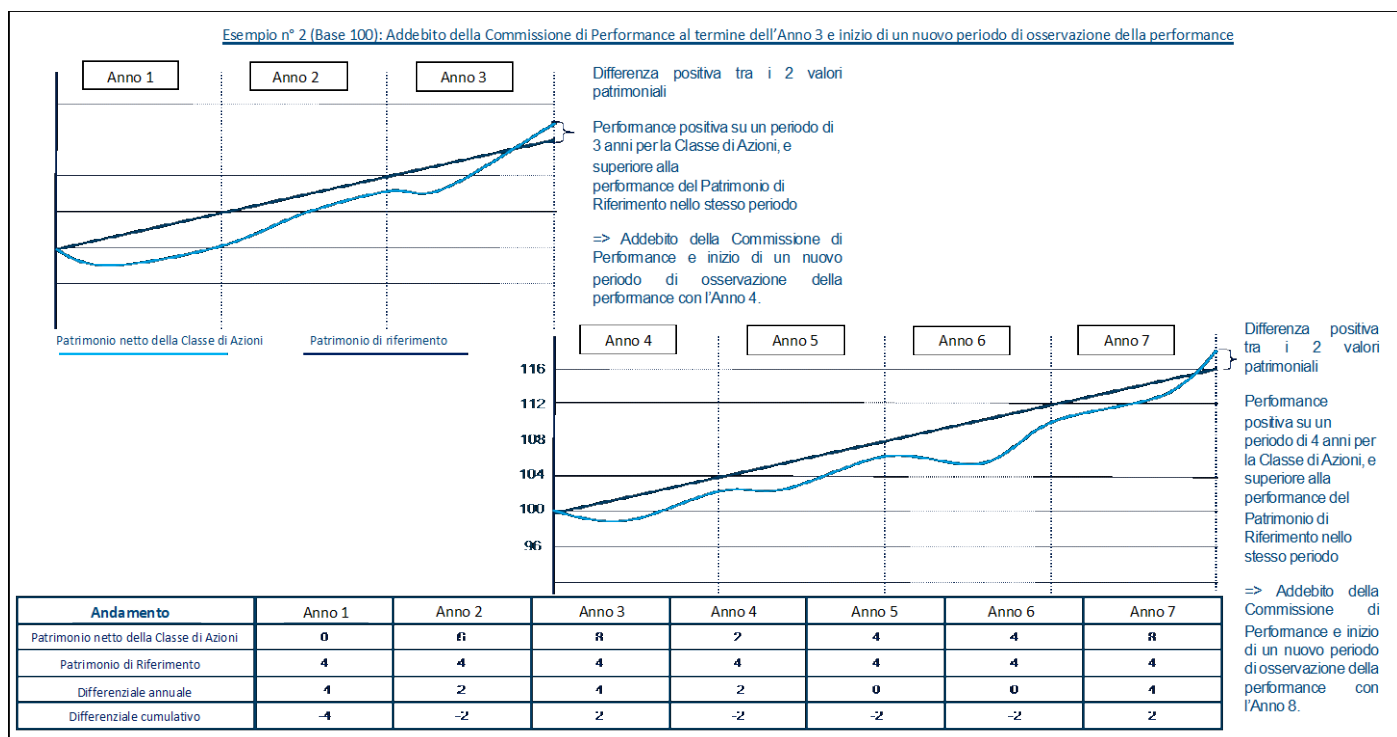 Esempio n° 2 (Base 100): Addebito della Commissione di Performance al termine dell'Anno 3 e inizio di un nuovo periodo di osservazione della performance
Anno 1
Anno 2
Anno 3
Differenza positiva tra i 2 valori
patrimoniali
Performance positiva su un periodo di
3 anni per la Classe di Azioni, e
superiore alla
performance del Patrimonio di
Riferimento nello stesso periodo
=> Addebito della Commissione di
Performance e inizio di un nuovo
periodo di osservazione della
performance con l'Anno 4.
Patrimonio netto della Classe di Azioni
Patrimonio di riferimento
Anno 4
Anno 5
Anno 6
Anno 7
116
112
108
104
100
96
Differenza positiva
tra i 2 valori
patrimoniali
Performance
positiva su un
periodo di 4 anni per
la Classe di Azioni, e
superiore alla
performance del
Patrimonio di
Riferimento nello
stesso periodo
=> Addebito della
Commissione di
Performance e inizio
di un nuovo periodo
di osservazione della
performance con
l'Anno 8.
Andamento Anno 1 Anno 2 Anno 3 Anno 4 Anno 5 Anno 6 Anno 7
Patrimonio netto della Classe di Azioni 0 6 8 2 4 4 8
Patrimonio di Riferimento 4 4 4 4 4 4 4
Differenziale annuale 4 2 4 2 0 0 4
Differenziale cumulativo -4 -2 2 -2 -2 -2 2